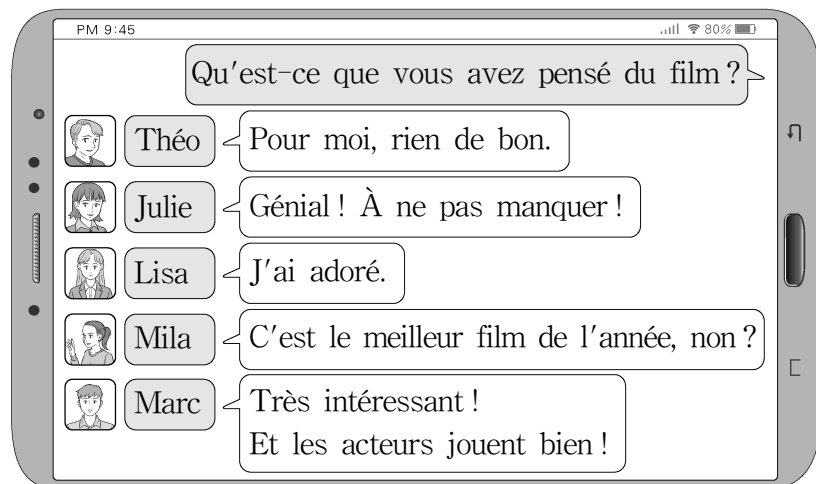 PM 9:45 80%
Qu'est-ce que vous avez pensé du film ?
Théo Pour moi, rien de bon.
Julie Génial ! À ne pas manquer !
Lisa J'ai adoré.
Mila C'est le meilleur film de l'année, non ?
Marc Très intéressant !
Et les acteurs jouent bien !